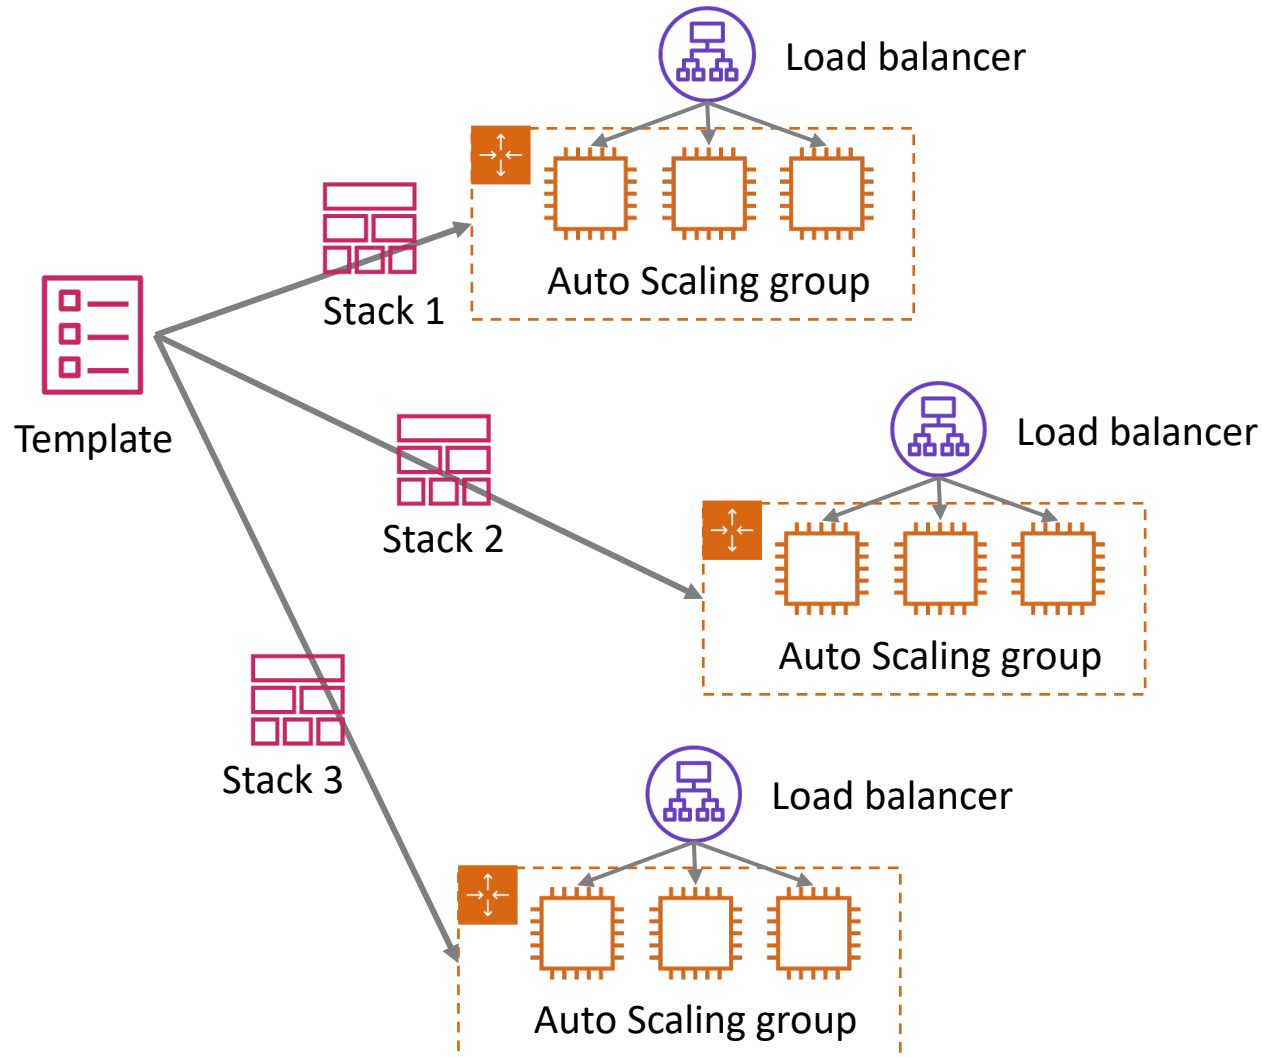 Load balancer
Auto Scaling group
Stack 1
Template
Load balancer
Stack 2
Auto Scaling group
Stack 3
Load balancer
Auto Scaling group